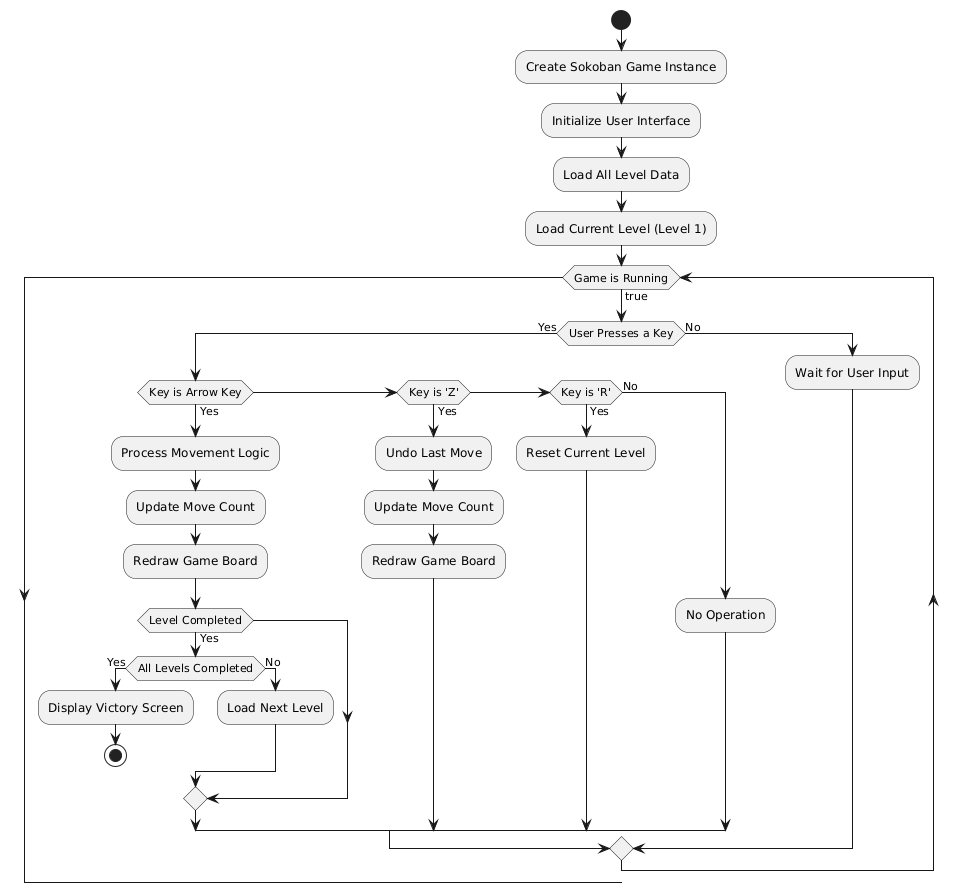 Create Sokoban Game Instance
Initialize User Interface
Load All Level Data
Load Current Level (Level 1)
Game is Running
true
Yes
User Presses a Key
No
Wait for User Input
Key is Arrow Key
Yes
Key is 'Z'
Yes
Key is 'R'
Yes
No
Process Movement Logic
Undo Last Move
Reset Current Level
Update Move Count
Update Move Count
Redraw Game Board
Redraw Game Board
No Operation
Level Completed
Yes
Yes
All Levels Completed
No
Display Victory Screen
Load Next Level